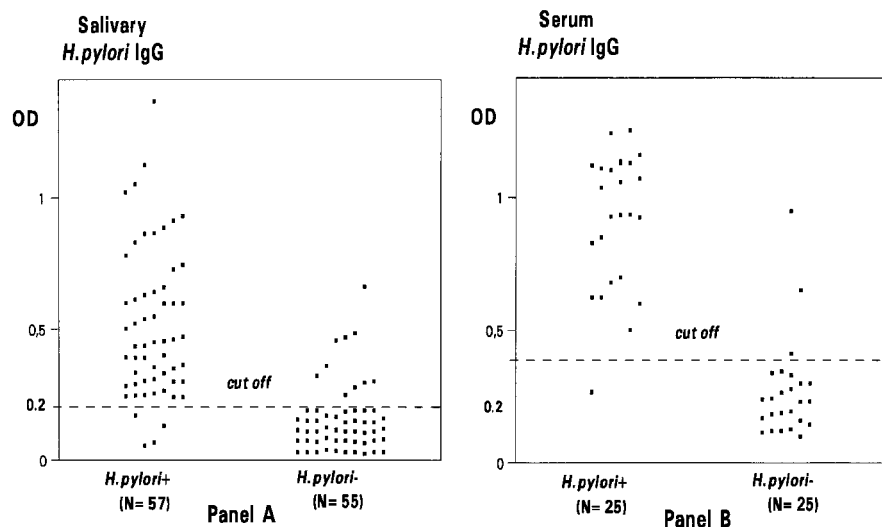 Salivary
H.pylori IgG
OD
1
0,5
0.2
0
cut off
H.pylori+
(N= 57)
H.pylori-
(N= 55)
Panel A
Serum
H.pylori IgG
OD
1
0,5
0.2
0
cut off
H.pylori+
(N= 25)
H.pylori-
(N= 25)
Panel B